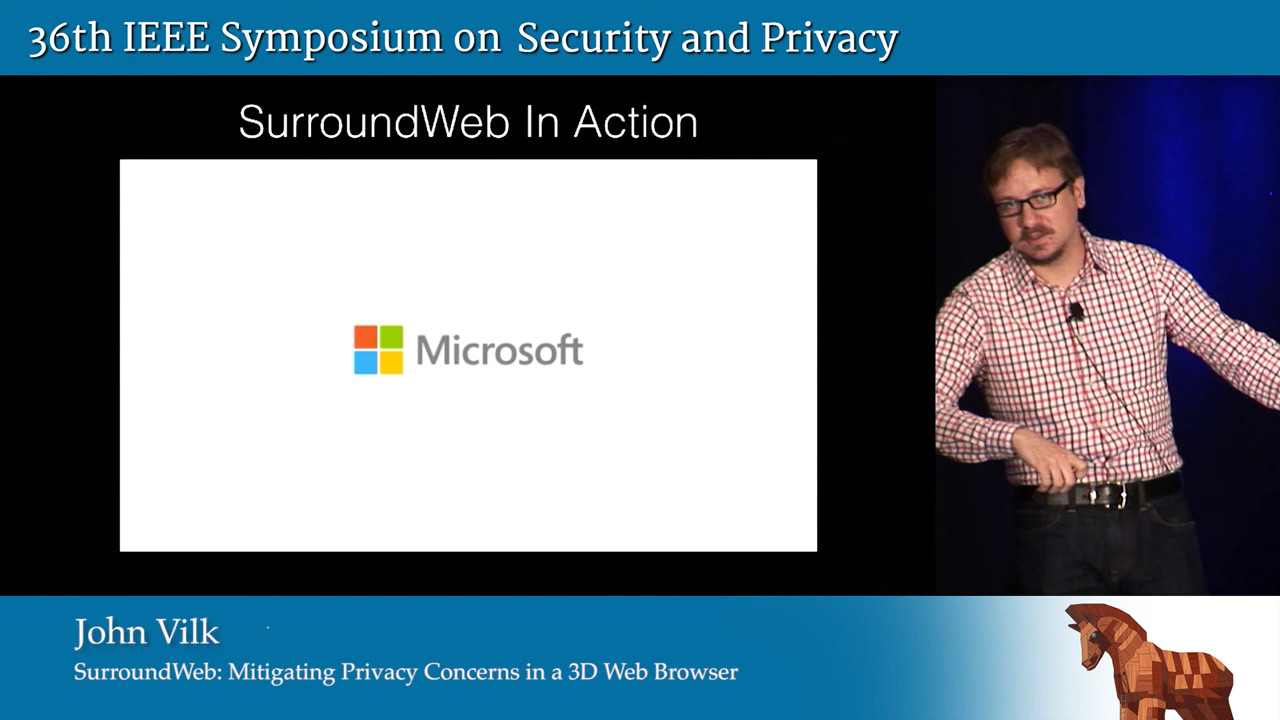 36th IEEE Symposium on Security and Privacy
SurroundWeb In Action
Microsoft
John Vilk
SurroundWeb: Mitigating Privacy Concerns in a 3D Web Browser